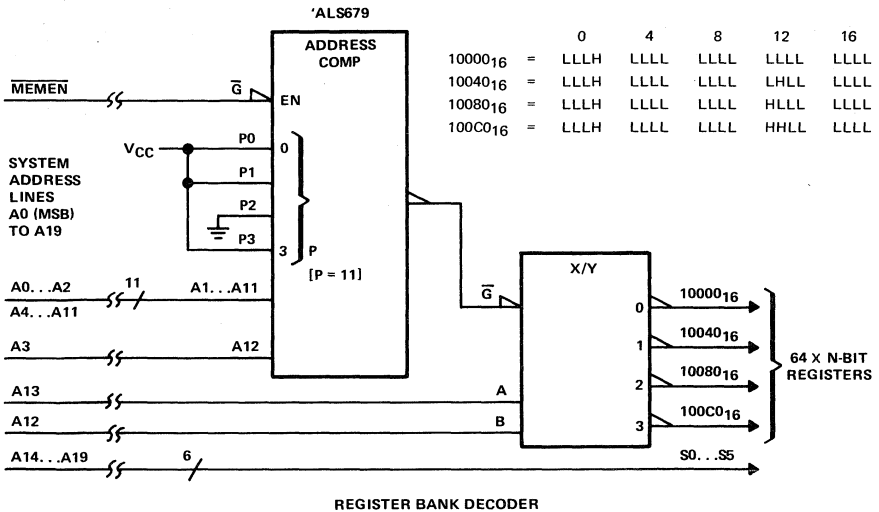 'ALS679
ADDRESS
COMP
0 4 8 12 16
10000₁₆ = LLLH LLLL LLLL LLLL LLLL
10040₁₆ = LLLH LLLL LLLL LHLL LLLL
10080₁₆ = LLLH LLLL LLLL HLLL LLLL
100C0₁₆ = LLLH LLLL LLLL HHLL LLLL
M̅E̅M̅E̅N̅
G̅
EN
VCC
P0
0
P1
P2
P3
3
P
[P = 11]
SYSTEM
ADDRESS
LINES
A0 (MSB)
TO A19
A0...A2
11
A1...A11
A4...A11
A3
A12
A13
A
A12
B
A14...A19
6
S0...S5
X/Y
G̅
0
10000₁₆
1
10040₁₆
2
10080₁₆
3
100C0₁₆
64 X N-BIT
REGISTERS
REGISTER BANK DECODER